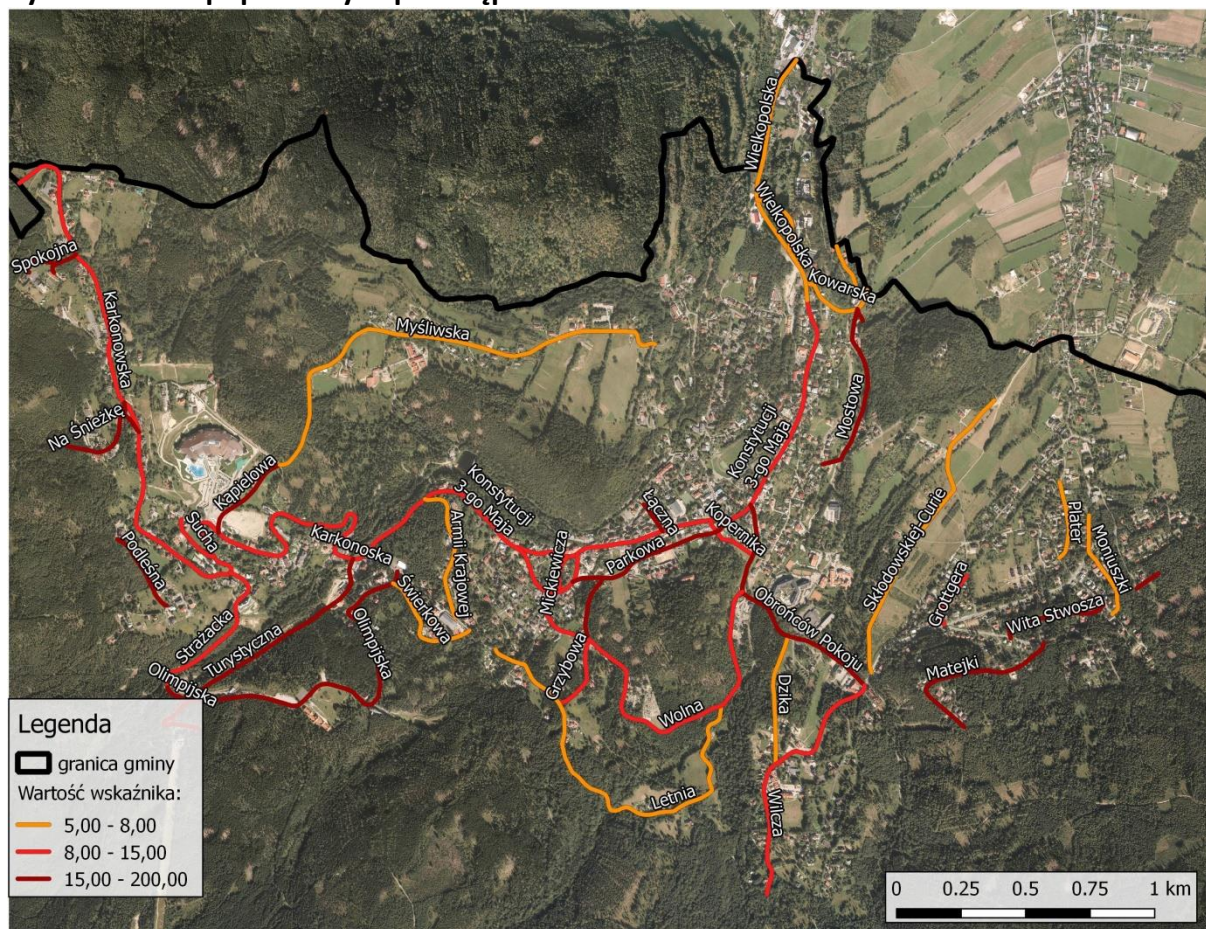 Wielkopolska
Wielkopolska
Kowarska
Spokojna
Karkonowska
Myśliwska
Na Śnieżkę
Kąpielowa
Mostowa
Konstytucji
3-go Maja
Konstytucji
3-go Maja
Sucha
Karkonoska
Armii Krajowej
Łączna
Kopernika
Parkowa
Mickiewicza
Skłodowskiej Curie
Plater
Moniuszki
Podleśna
Świerkowa
Grottgera
Wita Stwosza
Strażacka
Turystyczna
Olimpijska
Olimpijska
Obrońców Pokoju
Matejki
Grzybowa
Dzika
Wolna
Letnia
Wilcza
Legenda
granica gminy
Wartość wskaźnika:
5,00 - 8,00
8,00 - 15,00
15,00 - 200,00
0 0.25 0.5 0.75 1 km